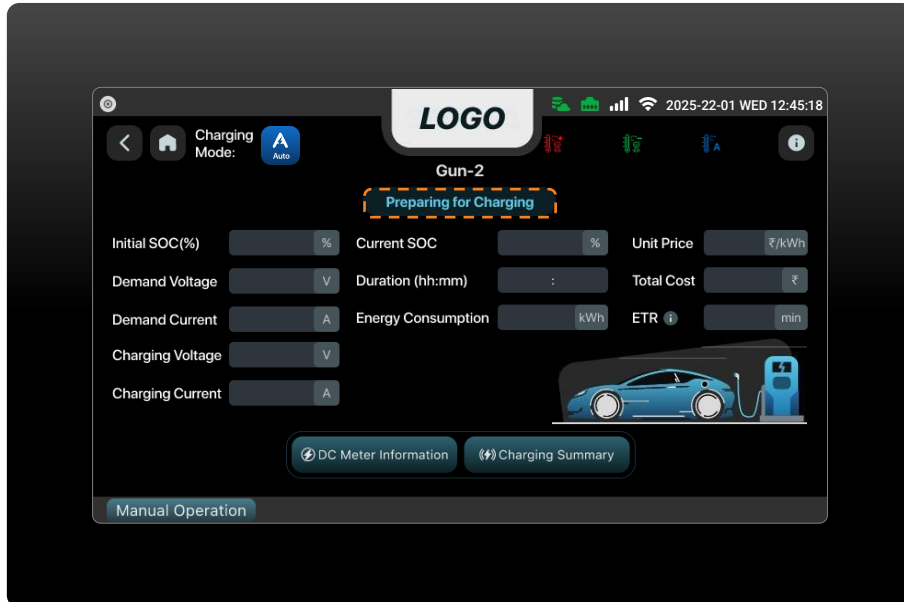 LOGO
2025-22-01 WED 12:45:18
Charging
Mode:
A
Auto
A
i
Gun-2
Preparing for Charging
Initial SOC(%) % Current SOC % Unit Price ₹/kWh
Demand Voltage V Duration (hh:mm) : Total Cost ₹
Demand Current A Energy Consumption kWh ETR i min
Charging Voltage V
Charging Current A
DC Meter Information Charging Summary
Manual Operation